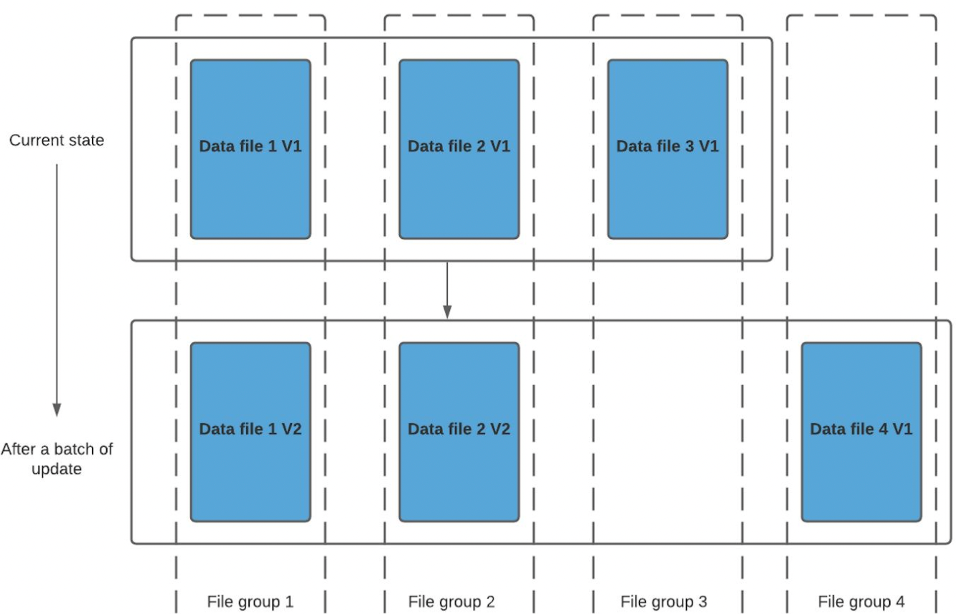 Current state
Data file 1 V1
Data file 2 V1
Data file 3 V1
After a batch of
update
Data file 1 V2
Data file 2 V2
Data file 4 V1
File group 1
File group 2
File group 3
File group 4